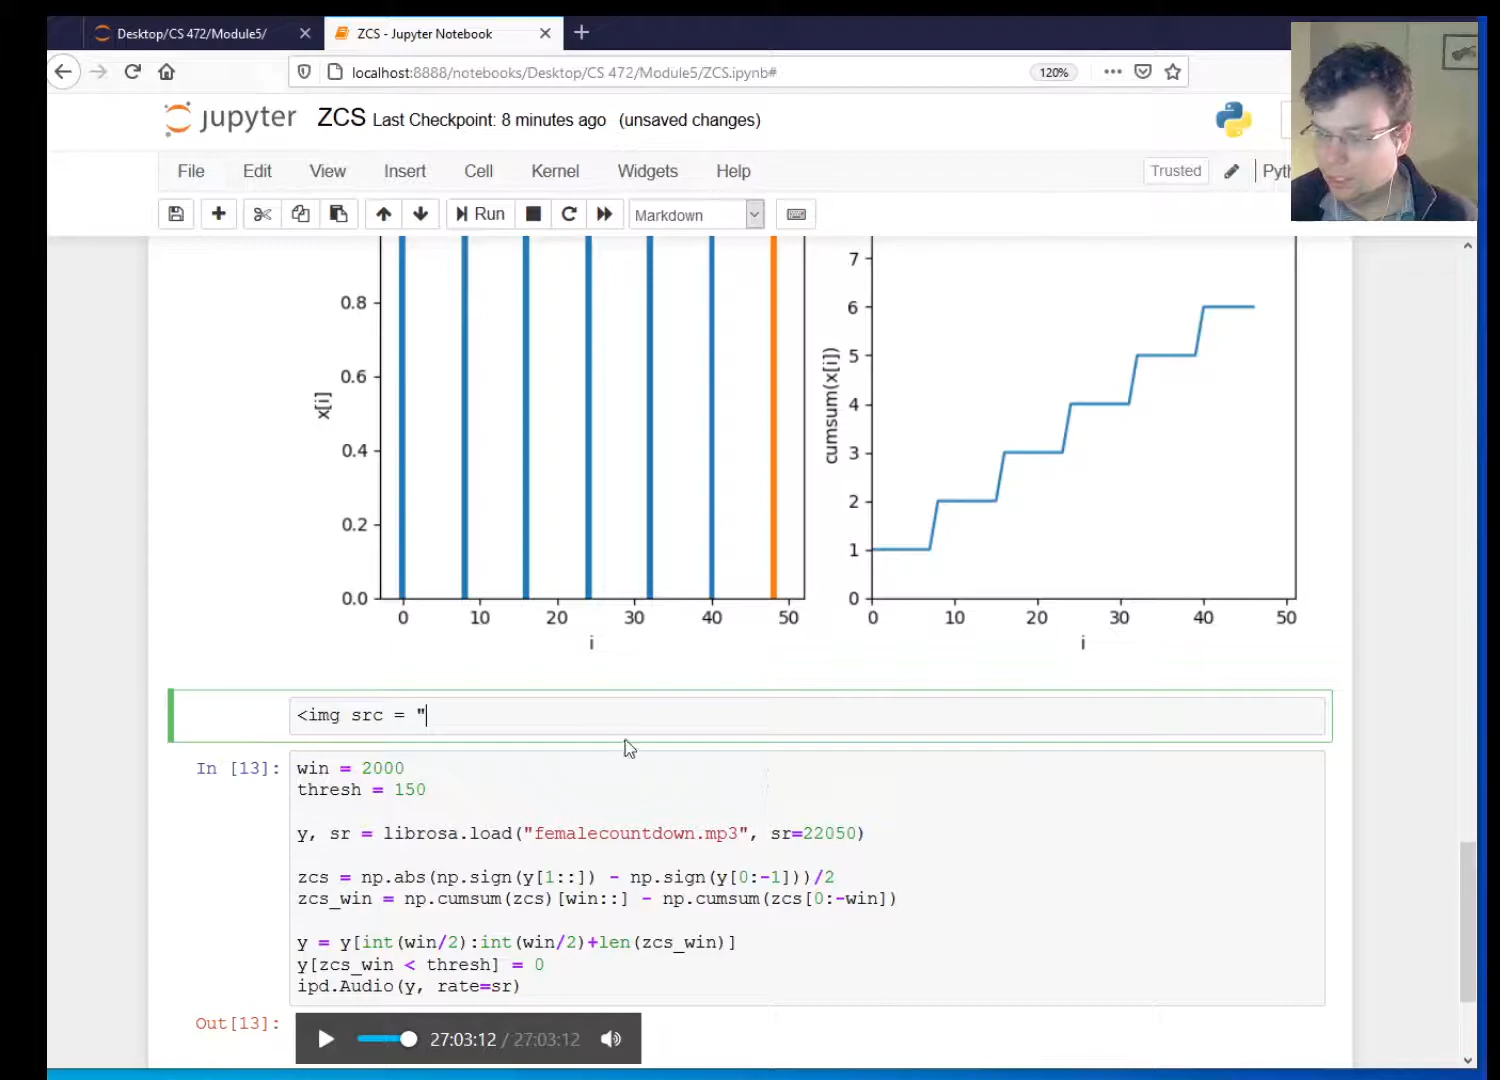 Desktop/CS 472/Module5/
ZCS - Jupyter Notebook
localhost:8888/notebooks/Desktop/CS 472/Module5/ZCS.ipynb#
120%
jupyter ZCS Last Checkpoint: 8 minutes ago (unsaved changes)
File Edit View Insert Cell Kernel Widgets Help
Trusted
Pyth
Run
Markdown
0.8
0.6
0.4
0.2
0.0
x[i]
0 10 20 30 40 50
i
7
6
5
4
3
2
1
0
cumsum(x[i])
0 10 20 30 40 50
i
<img src = "
In [13]:
win = 2000
thresh = 150
y, sr = librosa.load("femalecountdown.mp3", sr=22050)
zcs = np.abs(np.sign(y[1::]) - np.sign(y[0:-1]))/2
zcs_win = np.cumsum(zcs)[win::] - np.cumsum(zcs[0:-win])
y = y[int(win/2):int(win/2)+len(zcs_win)]
y[zcs_win < thresh] = 0
ipd.Audio(y, rate=sr)
Out[13]:
27:03:12 / 27:03:12